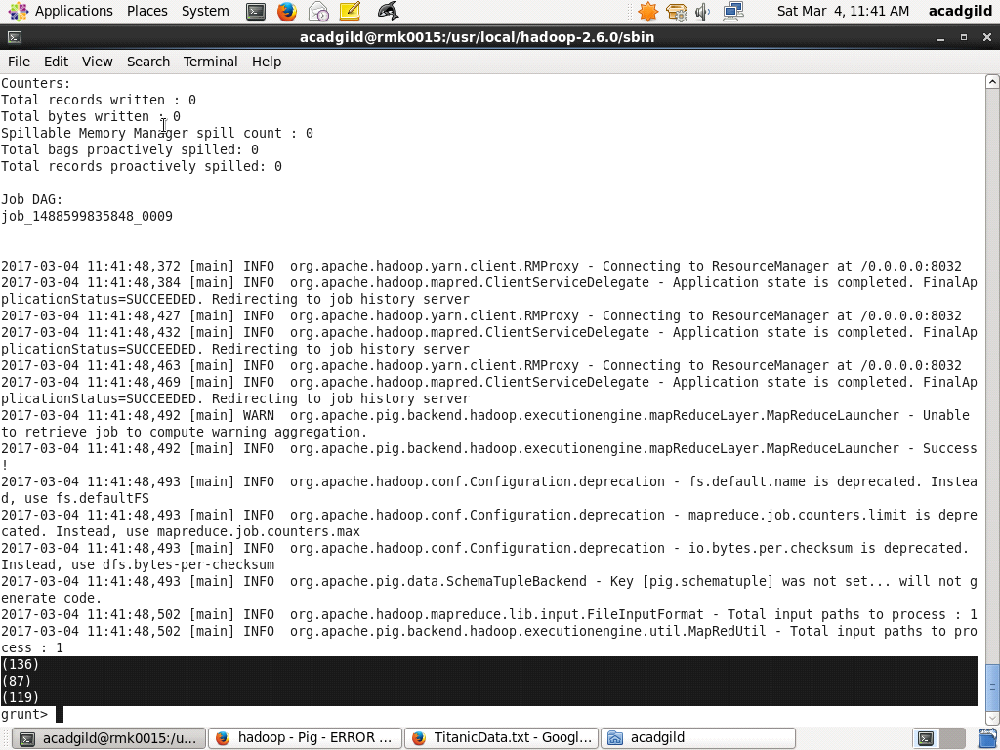 Applications Places System Sat Mar 4, 11:41 AM acadgild
acadgild@rmk0015:/usr/local/hadoop-2.6.0/sbin
File Edit View Search Terminal Help
Counters:
Total records written : 0
Total bytes written : 0
Spillable Memory Manager spill count : 0
Total bags proactively spilled: 0
Total records proactively spilled: 0
Job DAG:
job_1488599835848_0009
2017-03-04 11:41:48,372 [main] INFO  org.apache.hadoop.yarn.client.RMProxy - Connecting to ResourceManager at /0.0.0.0:8032
2017-03-04 11:41:48,384 [main] INFO  org.apache.hadoop.mapred.ClientServiceDelegate - Application state is completed. FinalAp
plicationStatus=SUCCEEDED. Redirecting to job history server
2017-03-04 11:41:48,427 [main] INFO  org.apache.hadoop.yarn.client.RMProxy - Connecting to ResourceManager at /0.0.0.0:8032
2017-03-04 11:41:48,432 [main] INFO  org.apache.hadoop.mapred.ClientServiceDelegate - Application state is completed. FinalAp
plicationStatus=SUCCEEDED. Redirecting to job history server
2017-03-04 11:41:48,463 [main] INFO  org.apache.hadoop.yarn.client.RMProxy - Connecting to ResourceManager at /0.0.0.0:8032
2017-03-04 11:41:48,469 [main] INFO  org.apache.hadoop.mapred.ClientServiceDelegate - Application state is completed. FinalAp
plicationStatus=SUCCEEDED. Redirecting to job history server
2017-03-04 11:41:48,492 [main] WARN  org.apache.pig.backend.hadoop.executionengine.mapReduceLayer.MapReduceLauncher - Unable
to retrieve job to compute warning aggregation.
2017-03-04 11:41:48,492 [main] INFO  org.apache.pig.backend.hadoop.executionengine.mapReduceLayer.MapReduceLauncher - Success
!
2017-03-04 11:41:48,493 [main] INFO  org.apache.hadoop.conf.Configuration.deprecation - fs.default.name is deprecated. Instea
d, use fs.defaultFS
2017-03-04 11:41:48,493 [main] INFO  org.apache.hadoop.conf.Configuration.deprecation - mapreduce.job.counters.limit is depre
cated. Instead, use mapreduce.job.counters.max
2017-03-04 11:41:48,493 [main] INFO  org.apache.hadoop.conf.Configuration.deprecation - io.bytes.per.checksum is deprecated.
Instead, use dfs.bytes-per-checksum
2017-03-04 11:41:48,493 [main] INFO  org.apache.pig.data.SchemaTupleBackend - Key [pig.schematuple] was not set... will not g
enerate code.
2017-03-04 11:41:48,502 [main] INFO  org.apache.hadoop.mapreduce.lib.input.FileInputFormat - Total input paths to process : 1
2017-03-04 11:41:48,502 [main] INFO  org.apache.pig.backend.hadoop.executionengine.util.MapRedUtil - Total input paths to pro
cess : 1
(136)
(87)
(119)
grunt>
acadgild@rmk0015:/u... hadoop - Pig - ERROR ... TitanicData.txt - Googl... acadgild